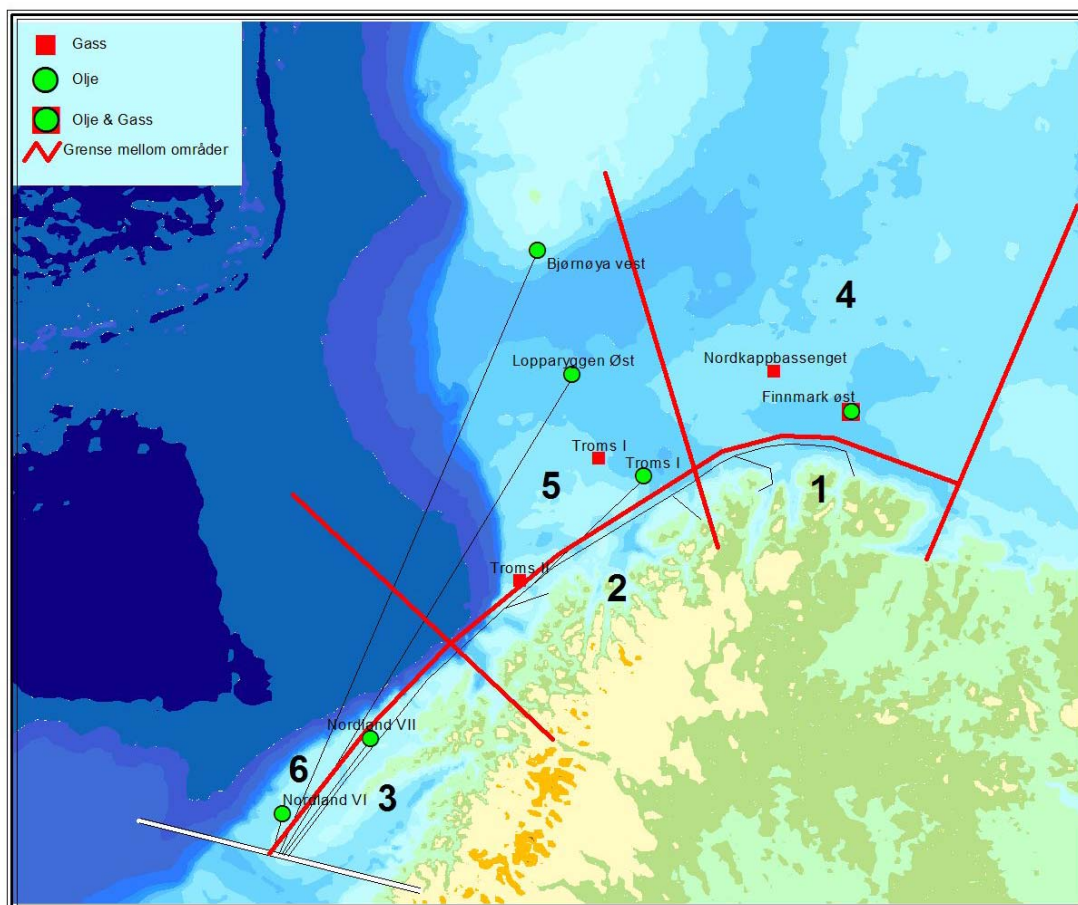 Gass
Olje
Olje & Gass
Grense mellom områder
Bjørnøya vest
4
Lopparyggen Øst
Nordkappbassenget
Finnmark øst
Troms I
Troms I
5
1
Troms II
2
Nordland VII
6
3
Nordland VI